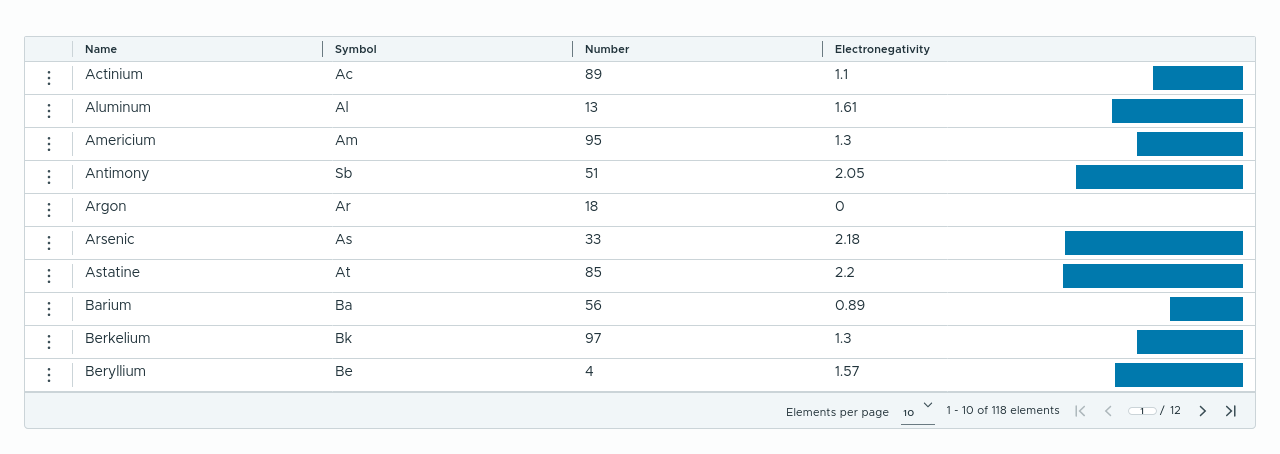 Name Symbol Number Electronegativity
Actinium Ac 89 1.1
Aluminum Al 13 1.61
Americium Am 95 1.3
Antimony Sb 51 2.05
Argon Ar 18 0
Arsenic As 33 2.18
Astatine At 85 2.2
Barium Ba 56 0.89
Berkelium Bk 97 1.3
Beryllium Be 4 1.57
Elements per page 10 1 - 10 of 118 elements 1 / 12